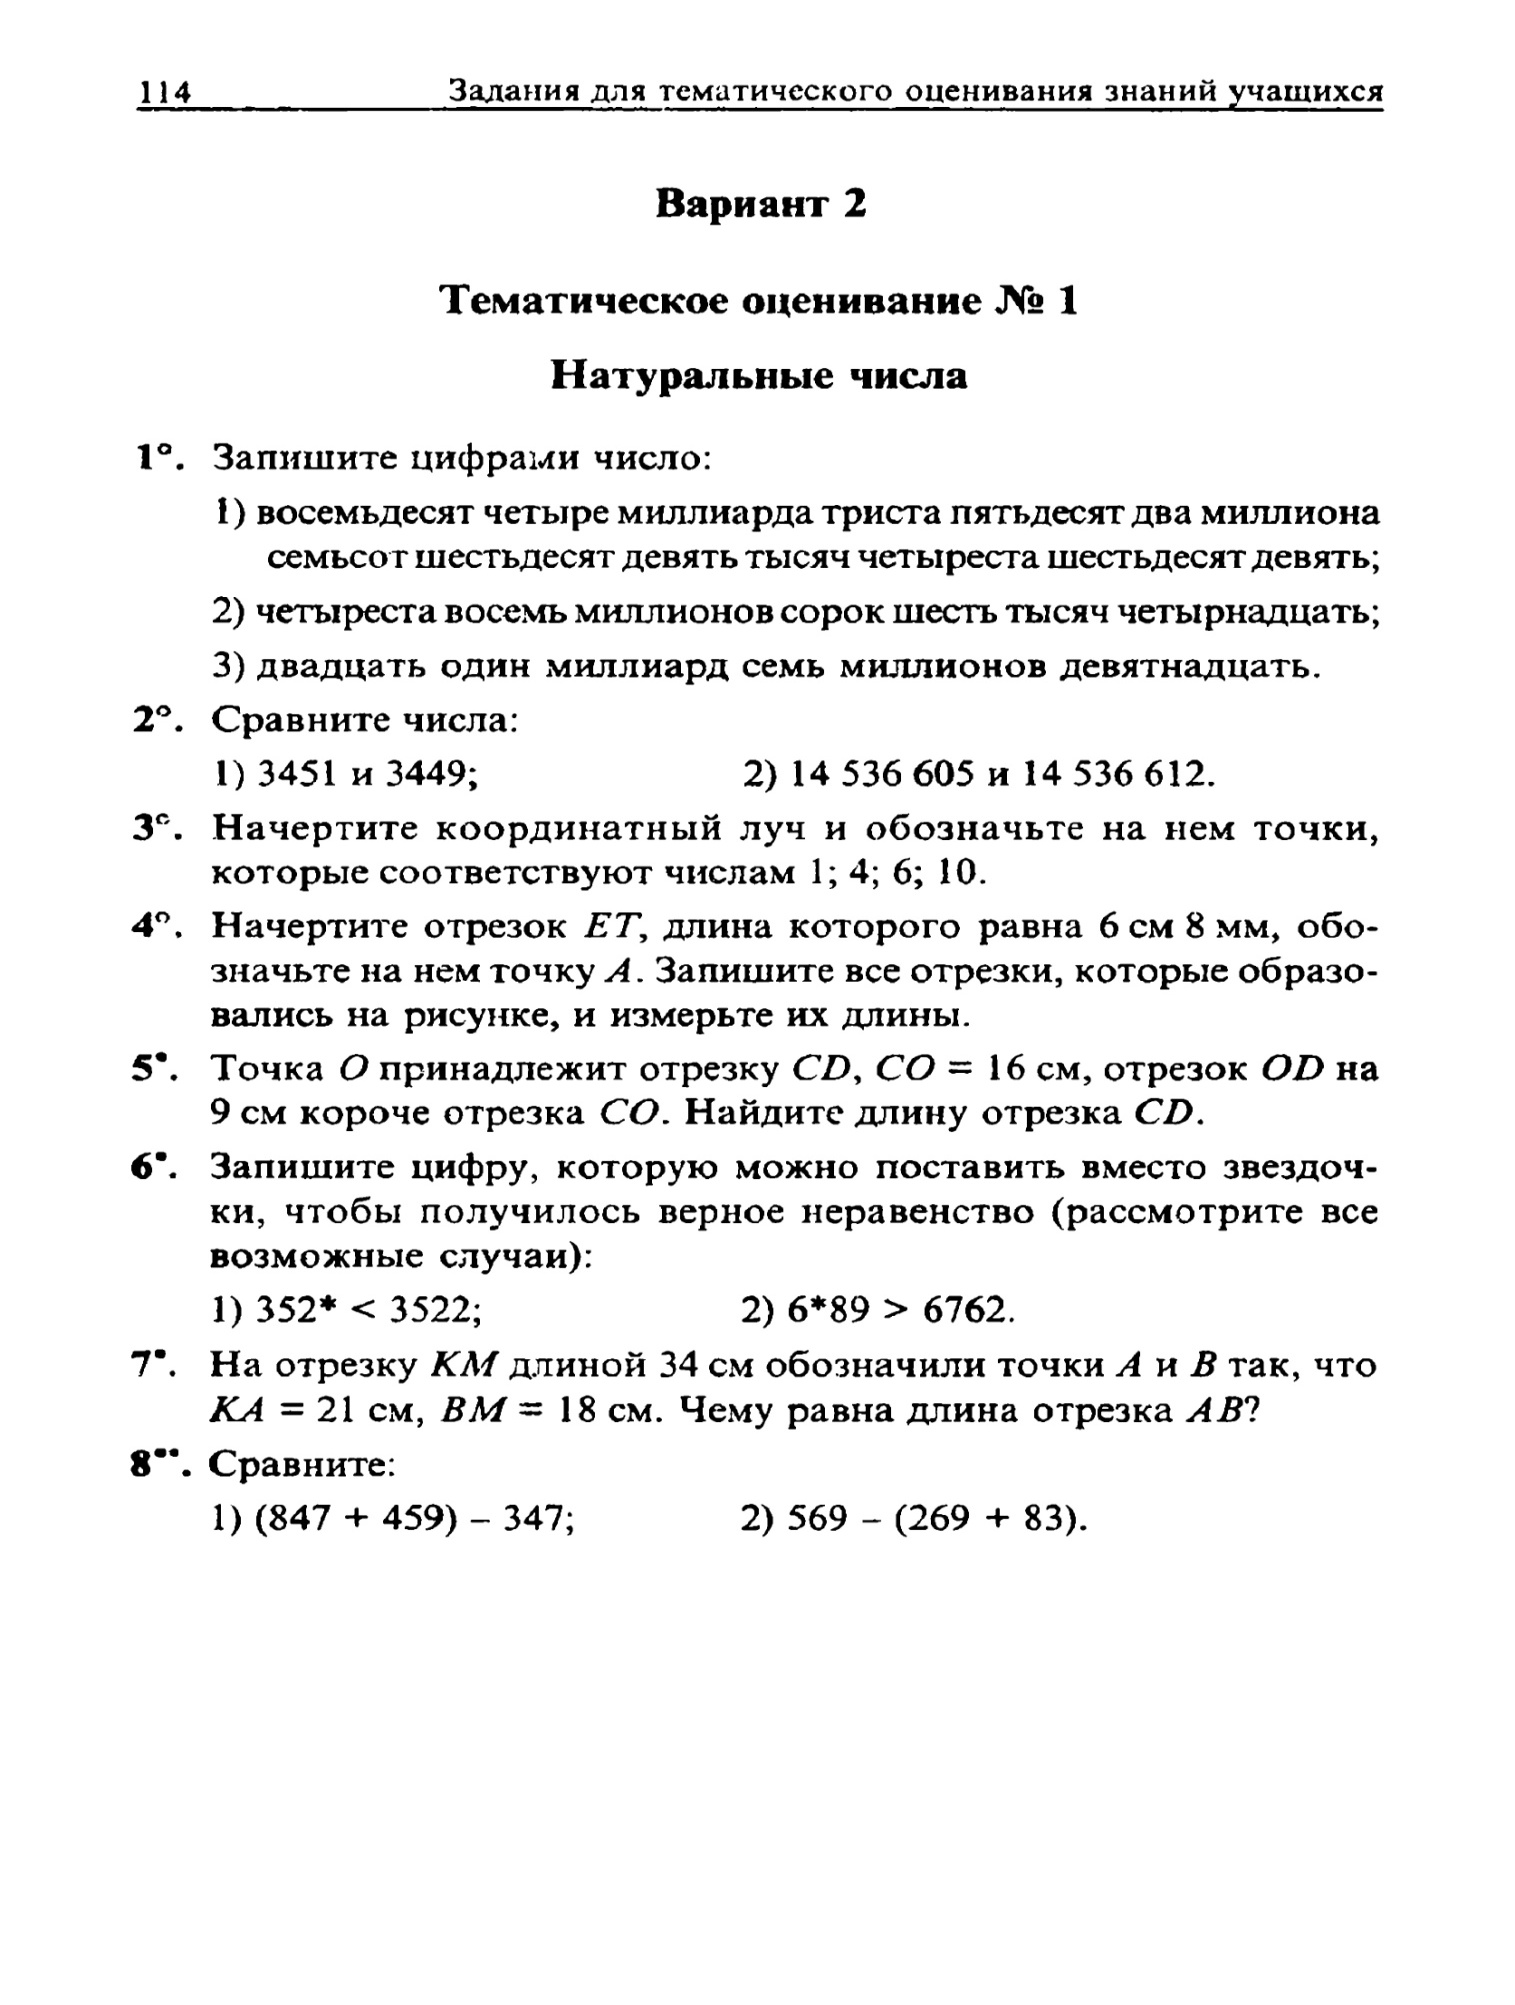 114 Задания для тематического оценивания знаний учащихся
Вариант 2
Тематическое оценивание № 1
Натуральные числа
1°. Запишите цифрами число:
1) восемьдесят четыре миллиарда триста пятьдесят два миллиона
семьсот шестьдесят девять тысяч четыреста шестьдесят девять;
2) четыреста восемь миллионов сорок шесть тысяч четырнадцать;
3) двадцать один миллиард семь миллионов девятнадцать.
2°. Сравните числа:
1) 3451 и 3449; 2) 14 536 605 и 14 536 612.
3°. Начертите координатный луч и обозначьте на нем точки,
которые соответствуют числам 1; 4; 6; 10.
4°. Начертите отрезок ET, длина которого равна 6 см 8 мм, обо-
значьте на нем точку A. Запишите все отрезки, которые образо-
вались на рисунке, и измерьте их длины.
5•. Точка O принадлежит отрезку CD, CO = 16 см, отрезок OD на
9 см короче отрезка CO. Найдите длину отрезка CD.
6•. Запишите цифру, которую можно поставить вместо звездоч-
ки, чтобы получилось верное неравенство (рассмотрите все
возможные случаи):
1) 352* < 3522; 2) 6*89 > 6762.
7•. На отрезку KM длиной 34 см обозначили точки A и B так, что
KA = 21 см, BM = 18 см. Чему равна длина отрезка AB?
8••. Сравните:
1) (847 + 459) – 347; 2) 569 – (269 + 83).